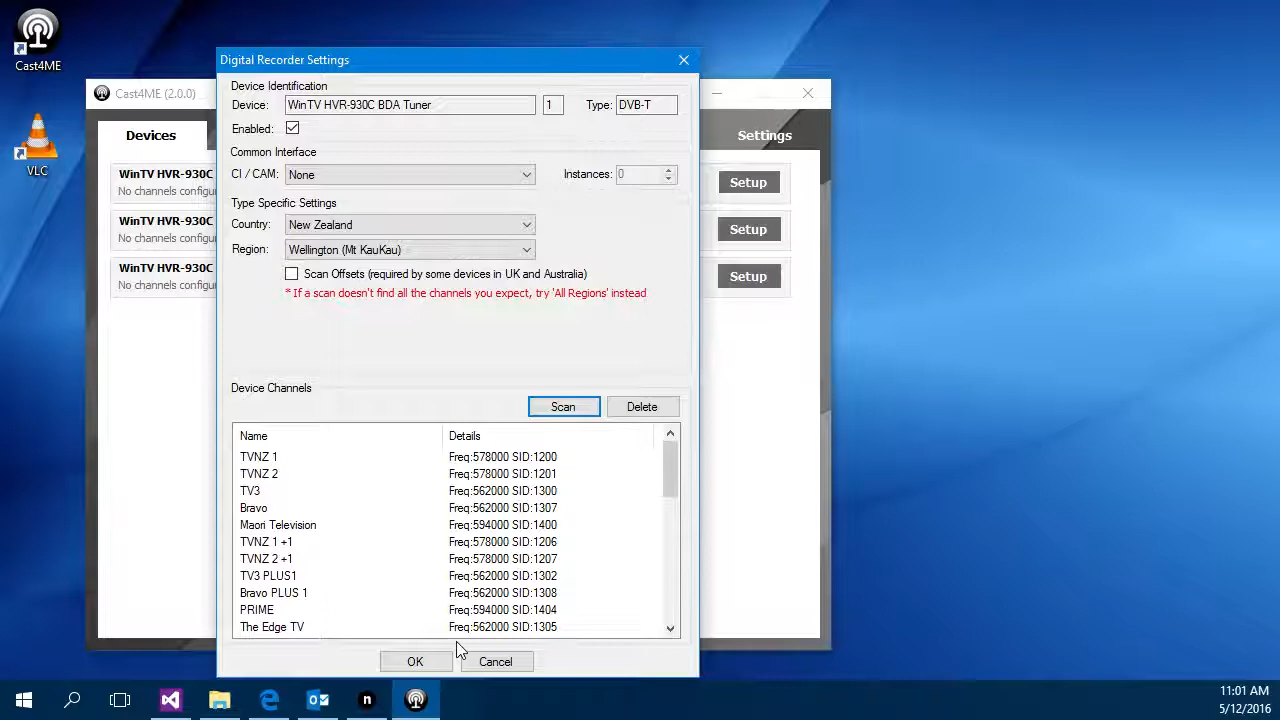 Cast4ME
VLC
Cast4ME (2.0.0)
Devices
Settings
WinTV HVR-930C
No channels configu
Setup
WinTV HVR-930C
No channels configu
Setup
WinTV HVR-930C
No channels configu
Setup
Digital Recorder Settings
Device Identification
Device: WinTV HVR-930C BDA Tuner 1 Type: DVB-T
Enabled:
Common Interface
CI / CAM: None Instances: 0
Type Specific Settings
Country: New Zealand
Region: Wellington (Mt KauKau)
Scan Offsets (required by some devices in UK and Australia)
* If a scan doesn't find all the channels you expect, try 'All Regions' instead
Device Channels
Scan Delete
Name Details
TVNZ 1 Freq:578000 SID:1200
TVNZ 2 Freq:578000 SID:1201
TV3 Freq:562000 SID:1300
Bravo Freq:562000 SID:1307
Maori Television Freq:594000 SID:1400
TVNZ 1 +1 Freq:578000 SID:1206
TVNZ 2 +1 Freq:578000 SID:1207
TV3 PLUS1 Freq:562000 SID:1302
Bravo PLUS 1 Freq:562000 SID:1308
PRIME Freq:594000 SID:1404
The Edge TV Freq:562000 SID:1305
OK Cancel
n
11:01 AM
5/12/2016